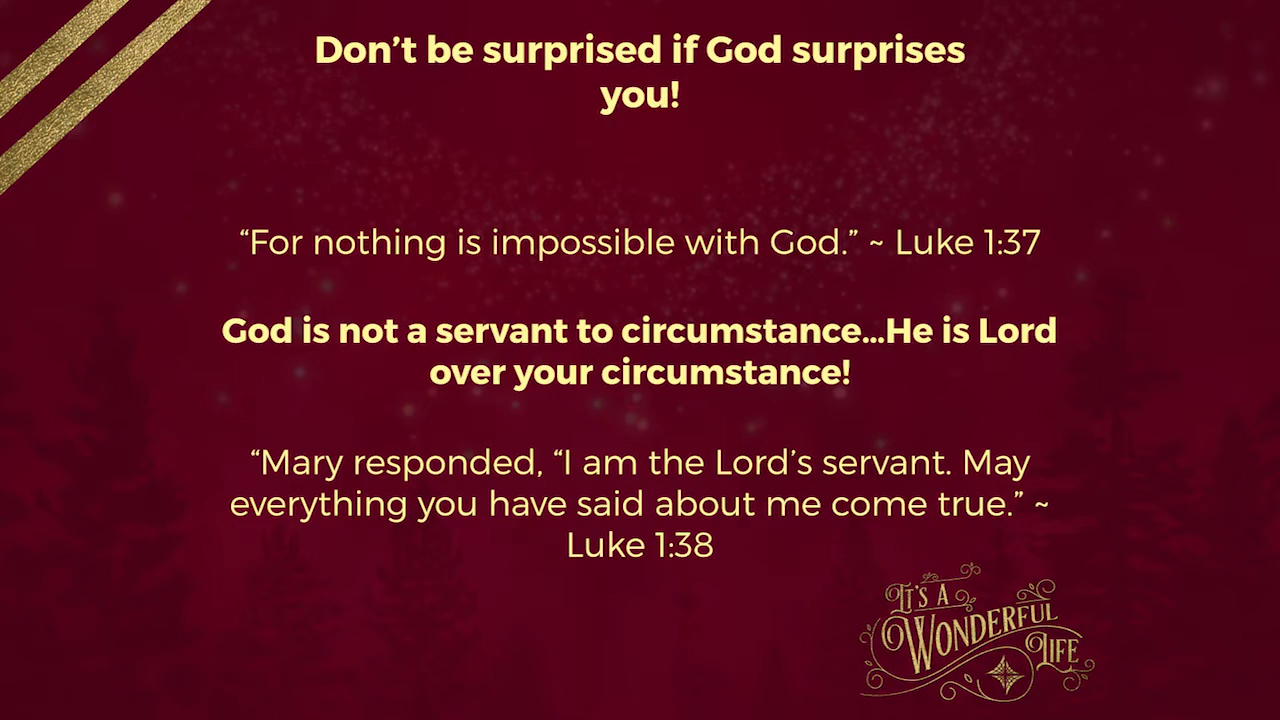 Don’t be surprised if God surprises
you!
“For nothing is impossible with God.” ~ Luke 1:37
God is not a servant to circumstance...He is Lord
over your circumstance!
“Mary responded, “I am the Lord’s servant. May
everything you have said about me come true.” ~
Luke 1:38
It's a
Wonderful
Life